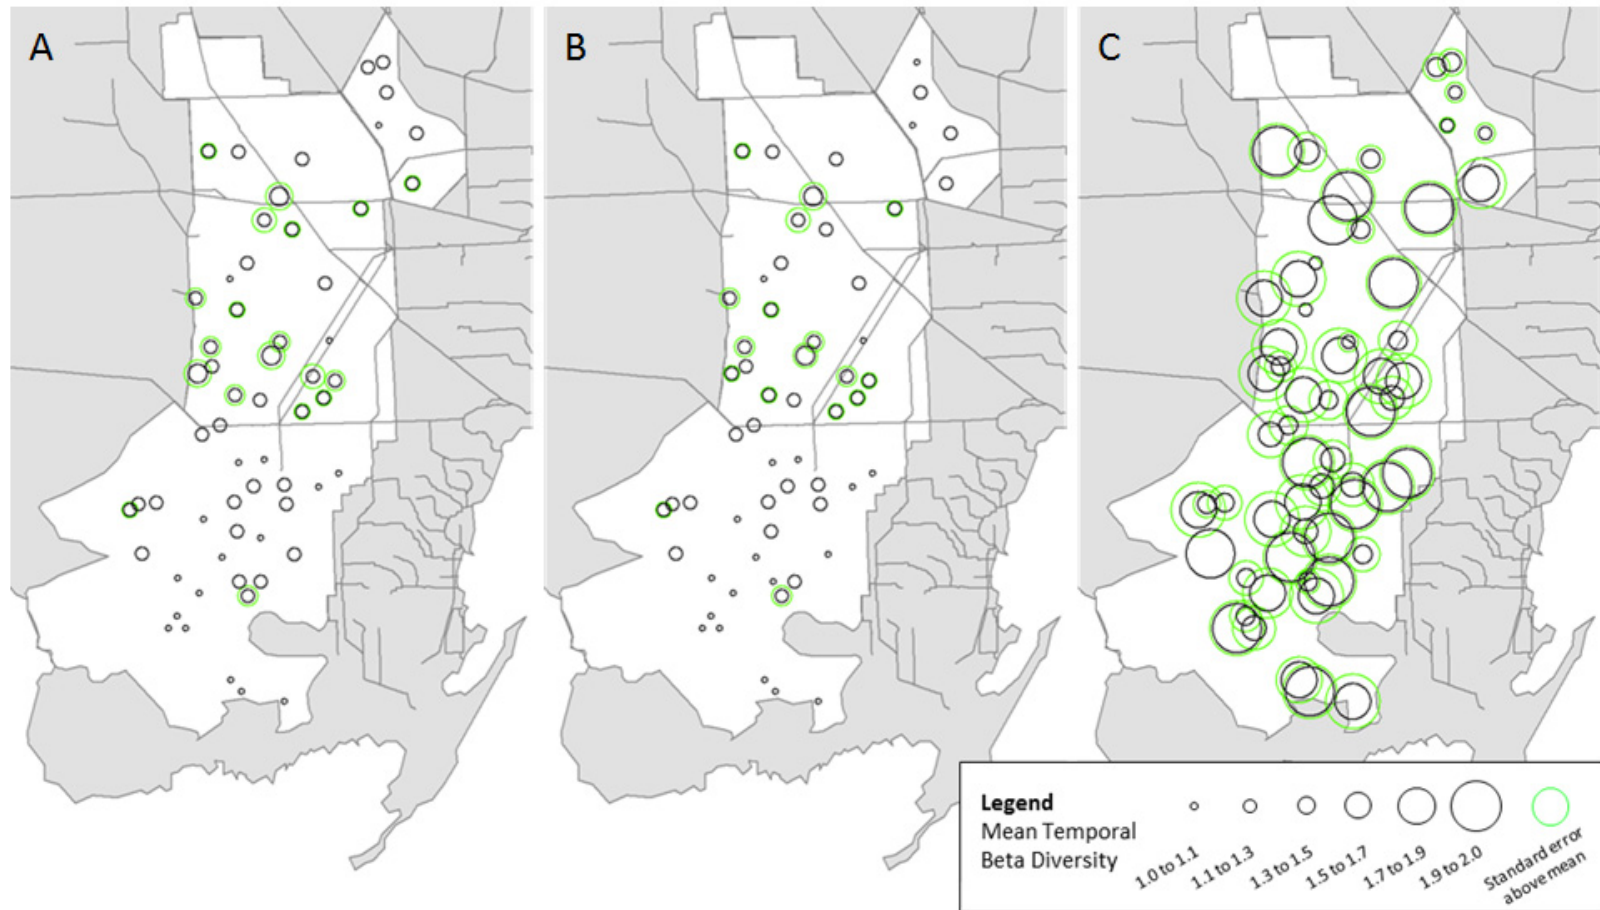 A
B
C
Legend
Mean Temporal
Beta Diversity
1.0 to 1.1
1.1 to 1.3
1.3 to 1.5
1.5 to 1.7
1.7 to 1.9
1.9 to 2.0
Standard error
above mean